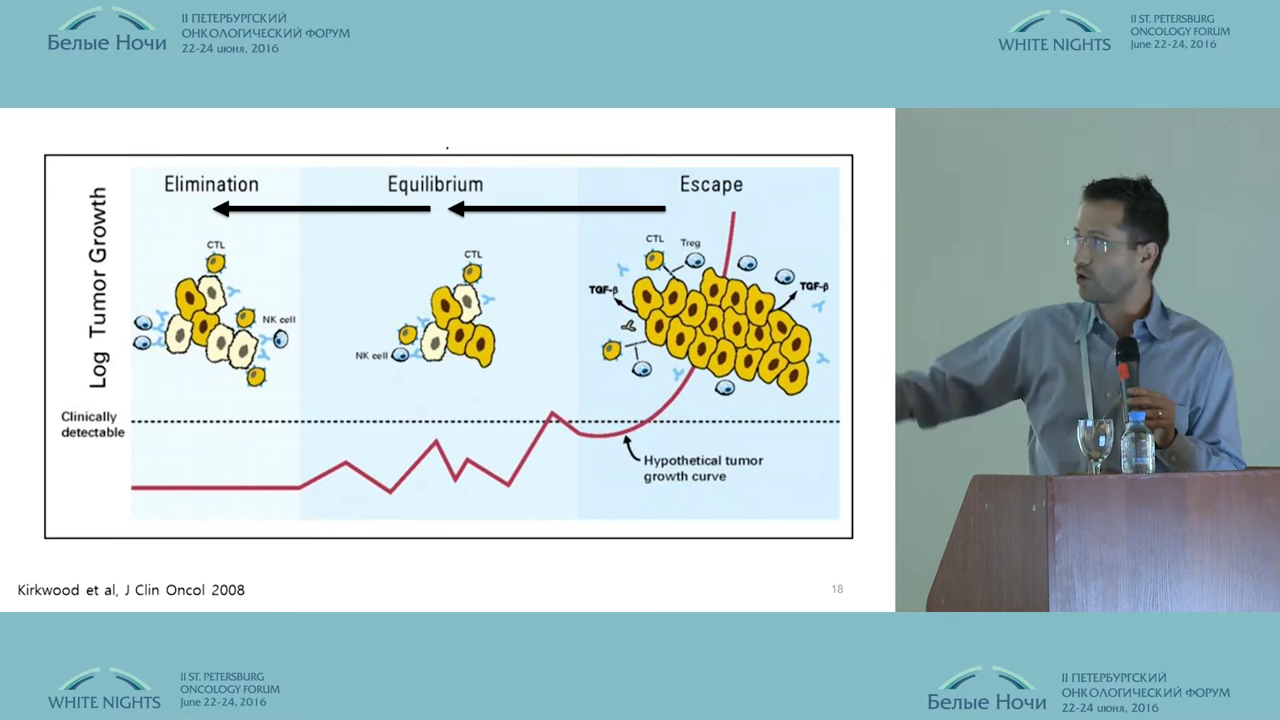 Белые Ночи
II ПЕТЕРБУРГСКИЙ
ОНКОЛОГИЧЕСКИЙ ФОРУМ
22-24 июня, 2016
WHITE NIGHTS
II ST. PETERSBURG
ONCOLOGY FORUM
June 22-24, 2016
Log Tumor Growth
Elimination
Equilibrium
Escape
CTL
NK cell
CTL
NK cell
CTL
Treg
TGF-β
TGF-β
Clinically
detectable
Hypothetical tumor
growth curve
Kirkwood et al, J Clin Oncol 2008
18
WHITE NIGHTS
II ST. PETERSBURG
ONCOLOGY FORUM
June 22-24, 2016
Белые Ночи
II ПЕТЕРБУРГСКИЙ
ОНКОЛОГИЧЕСКИЙ ФОРУМ
22-24 июня, 2016